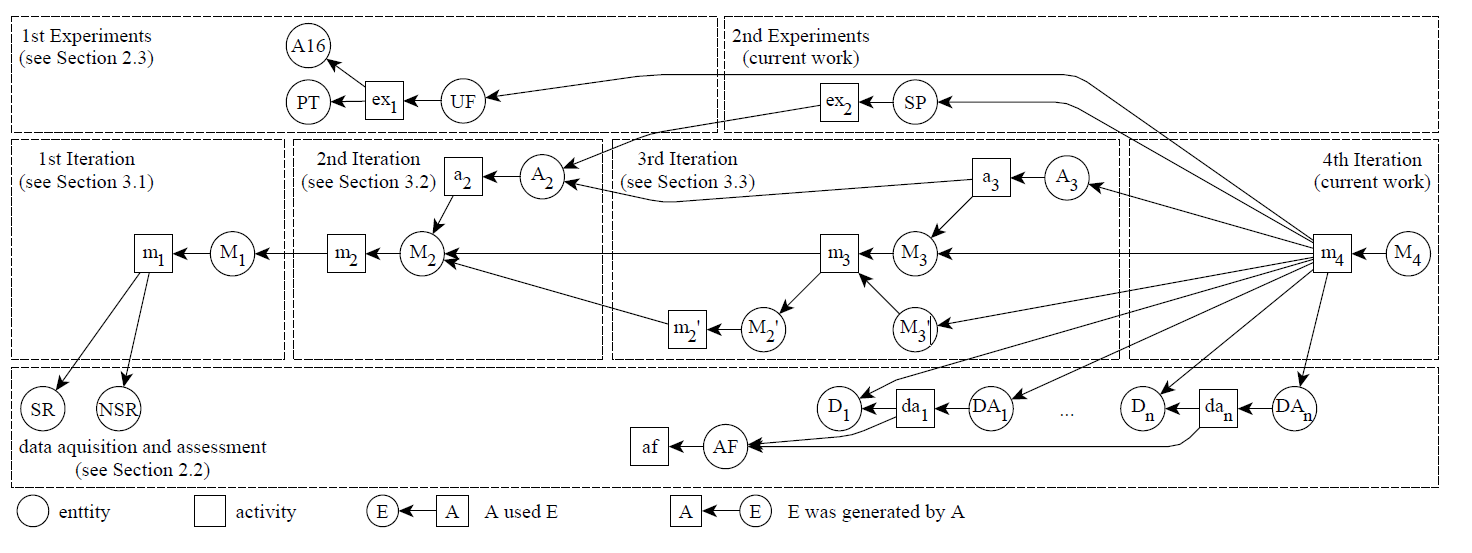 1st Experiments
(see Section 2.3)
A16
PT
ex1
UF
2nd Experiments
(current work)
ex2
SP
1st Iteration
(see Section 3.1)
m1
M1
2nd Iteration
(see Section 3.2)
a2
A2
m2
M2
3rd Iteration
(see Section 3.3)
a3
A3
m3
M3
m2'
M2'
M3'
4th Iteration
(current work)
m4
M4
SR
NSR
data aquisition and assessment
(see Section 2.2)
af
AF
D1
da1
DA1
...
Dn
dan
DAn
enttity
activity
E
A
A used E
A
E
E was generated by A